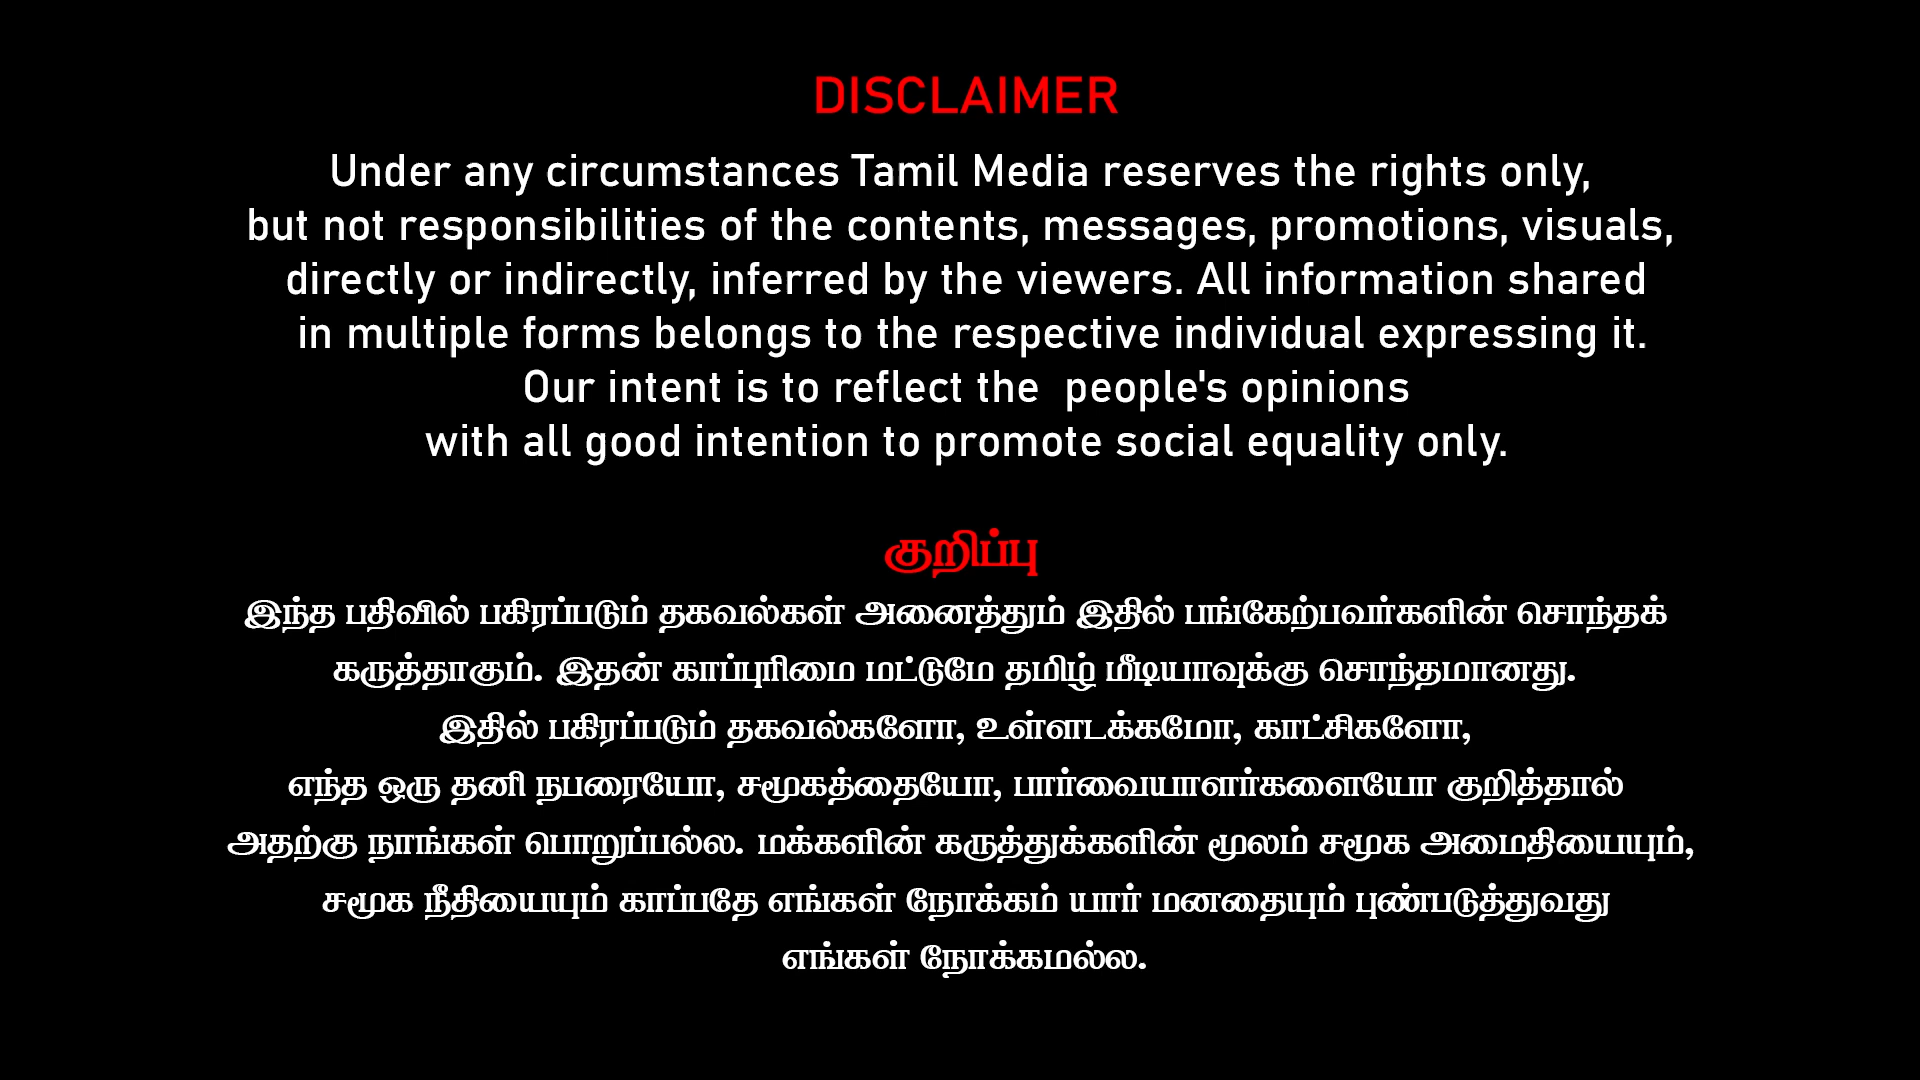 DISCLAIMER
Under any circumstances Tamil Media reserves the rights only,
but not responsibilities of the contents, messages, promotions, visuals,
directly or indirectly, inferred by the viewers. All information shared
in multiple forms belongs to the respective individual expressing it.
Our intent is to reflect the  people's opinions
with all good intention to promote social equality only.
குறிப்பு
இந்த பதிவில் பகிரப்படும் தகவல்கள் அனைத்தும் இதில் பங்கேற்பவர்களின் சொந்தக்
கருத்தாகும். இதன் காப்புரிமை மட்டுமே தமிழ் மீடியாவுக்கு சொந்தமானது.
இதில் பகிரப்படும் தகவல்களோ, உள்ளடக்கமோ, காட்சிகளோ,
எந்த ஒரு தனி நபரையோ, சமூகத்தையோ, பார்வையாளர்களையோ குறித்தால்
அதற்கு நாங்கள் பொறுப்பல்ல. மக்களின் கருத்துக்களின் மூலம் சமூக அமைதியையும்,
சமூக நீதியையும் காப்பதே எங்கள் நோக்கம் யார் மனதையும் புண்படுத்துவது
எங்கள் நோக்கமல்ல.